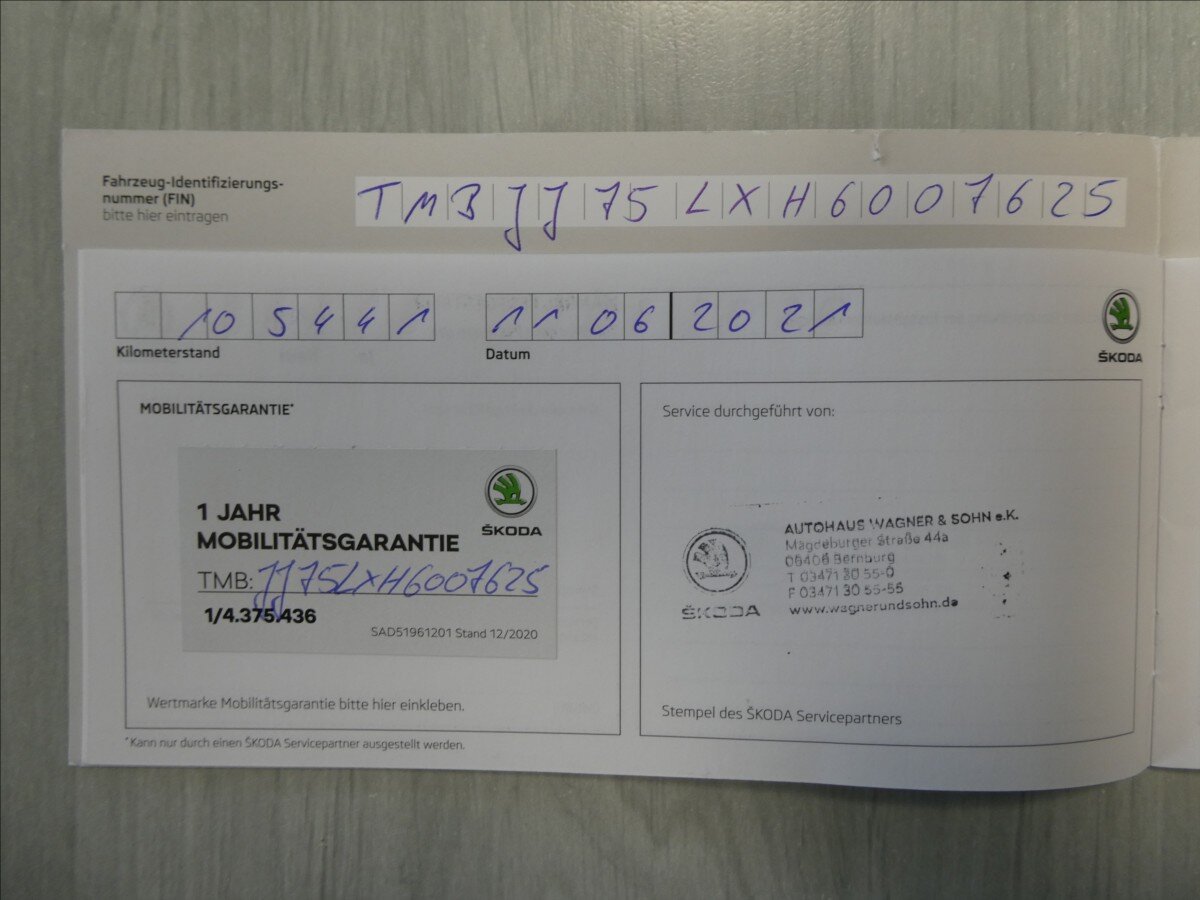 Fahrzeug-Identifizierungs-
nummer (FIN)
bitte hier eintragen
TMBJJ75LXH6007625
105441
11062021
Kilometerstand
Datum
ŠKODA
MOBILITÄTSGARANTIE*
1 JAHR
MOBILITÄTSGARANTIE
ŠKODA
TMB: JJ75LXH6007625
1/4.375.436
SAD51961201 Stand 12/2020
Wertmarke Mobilitätsgarantie bitte hier einkleben.
Service durchgeführt von:
ŠKODA
AUTOHAUS WAGNER & SOHN e.K.
Magdeburger Straße 44a
06406 Bernburg
T 03471 30 55-0
F 03471 30 55-55
www.wagnerundsohn.de
Stempel des ŠKODA Servicepartners
*Kann nur durch einen ŠKODA Servicepartner ausgestellt werden.